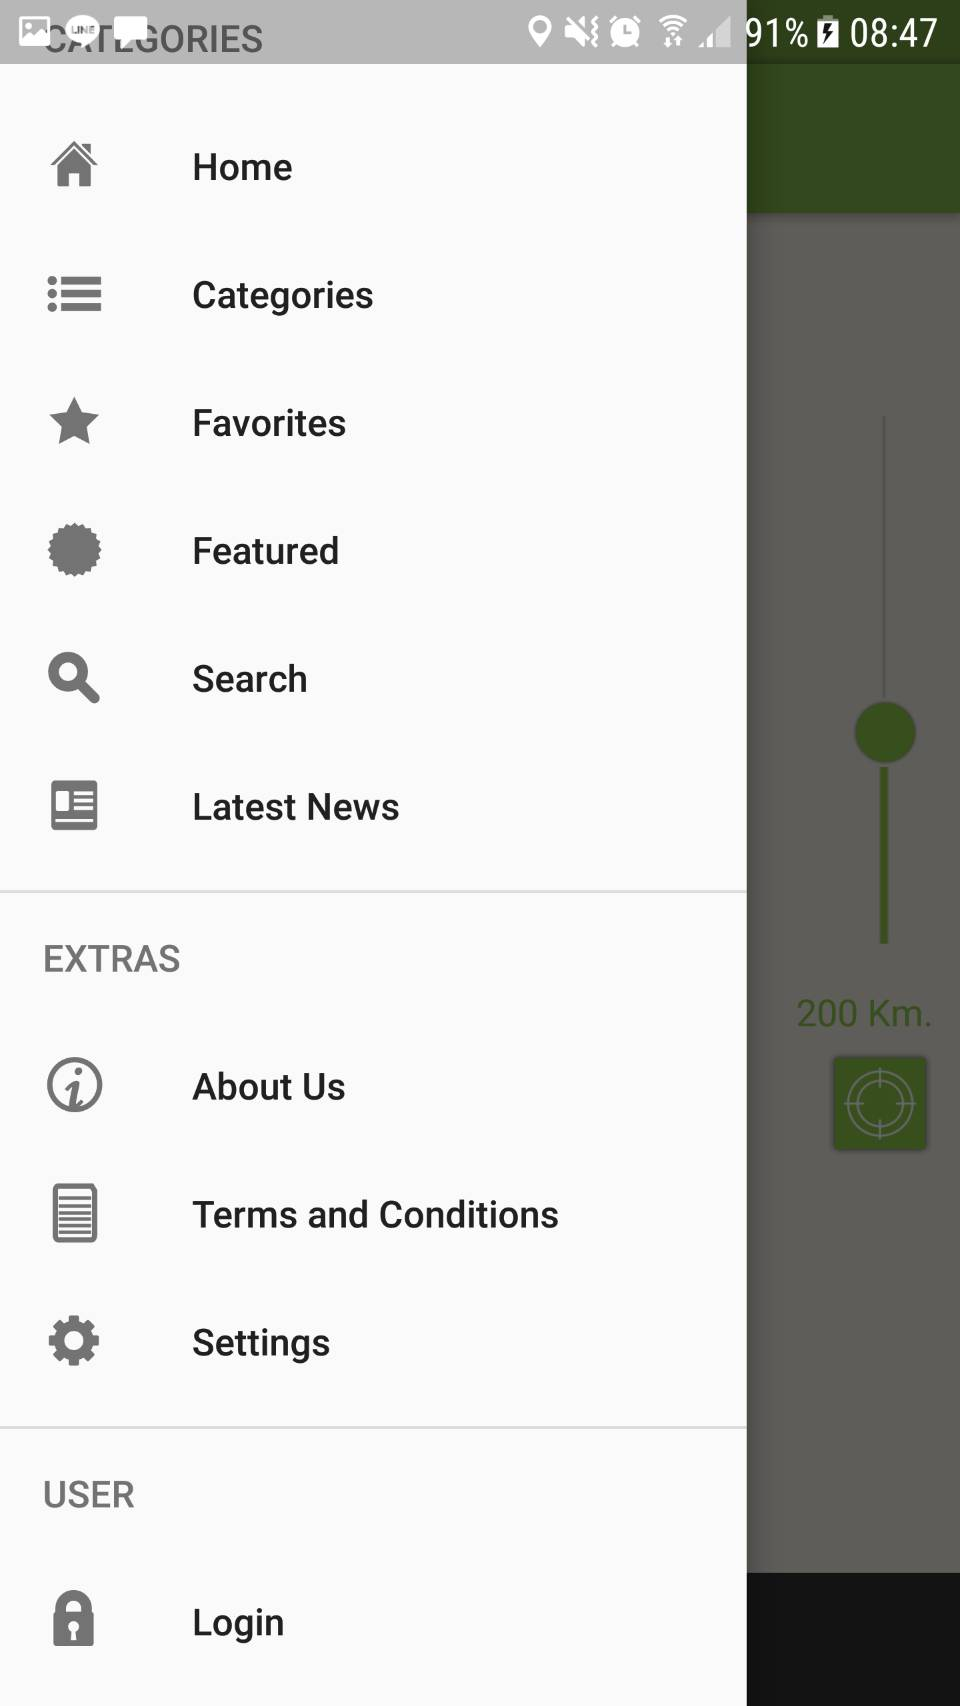 CATEGORIES
LINE
91% 08:47
Home
Categories
Favorites
Featured
Search
Latest News
EXTRAS
200 Km.
About Us
Terms and Conditions
Settings
USER
Login